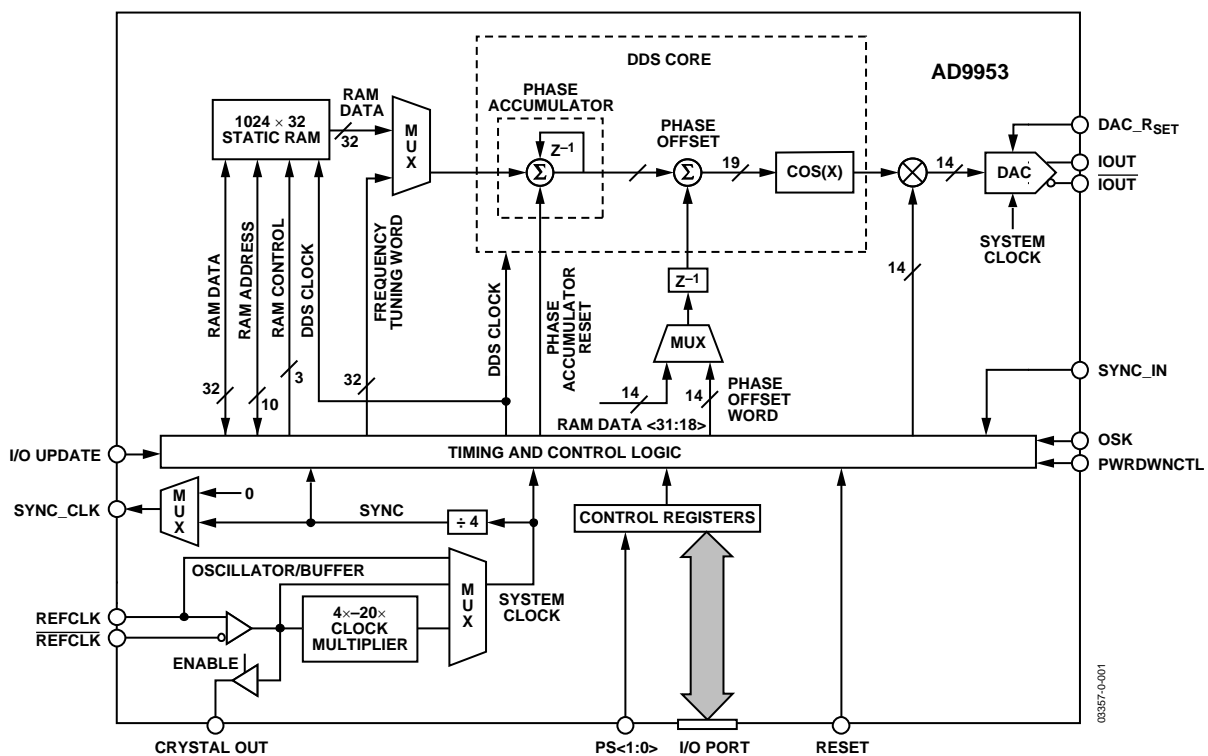 DDS CORE
AD9953
RAM
DATA
PHASE
ACCUMULATOR
1024 × 32
STATIC RAM
32
MUX
Z–1
Σ
PHASE
OFFSET
Σ
19
COS(X)
14
DAC
DAC_RSET
IOUT
IOUT
SYSTEM
CLOCK
RAM DATA
RAM ADDRESS
RAM CONTROL
DDS CLOCK
FREQUENCY
TUNING WORD
DDS CLOCK
PHASE
ACCUMULATOR
RESET
Z–1
MUX
14
32
10
3
32
14
14
PHASE
OFFSET
WORD
RAM DATA <31:18>
SYNC_IN
I/O UPDATE
TIMING AND CONTROL LOGIC
OSK
PWRDWNCTL
SYNC_CLK
MUX
0
SYNC
÷ 4
CONTROL REGISTERS
OSCILLATOR/BUFFER
REFCLK
REFCLK
4×–20×
CLOCK
MULTIPLIER
MUX
SYSTEM
CLOCK
ENABLE
CRYSTAL OUT
PS<1:0>
I/O PORT
RESET
03357-0-001